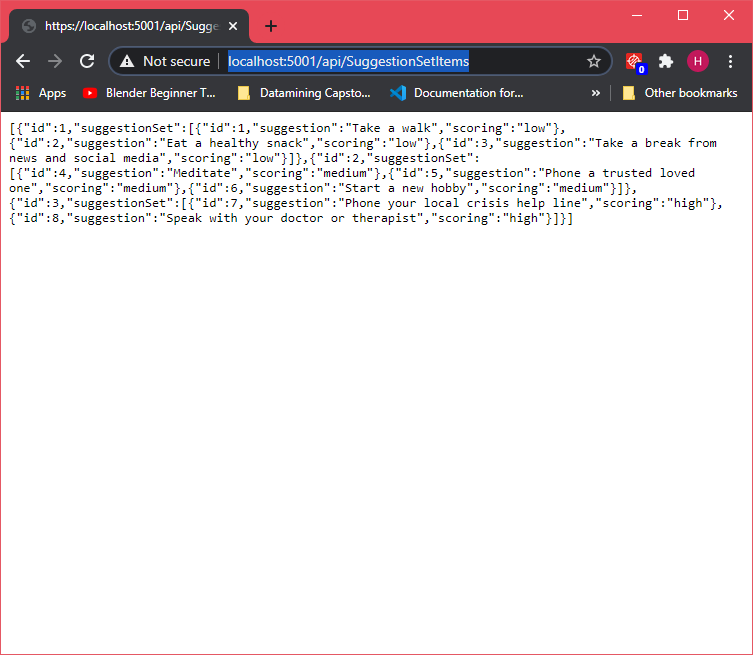 https://localhost:5001/api/Sugge
Not secure
localhost:5001/api/SuggestionSetItems
0
H
Apps
Blender Beginner T...
Datamining Capsto...
Documentation for...
»
Other bookmarks
[{"id":1,"suggestionSet":[{"id":1,"suggestion":"Take a walk","scoring":"low"},
{"id":2,"suggestion":"Eat a healthy snack","scoring":"low"},{"id":3,"suggestion":"Take a break from
news and social media","scoring":"low"}]},{"id":2,"suggestionSet":
[{"id":4,"suggestion":"Meditate","scoring":"medium"},{"id":5,"suggestion":"Phone a trusted loved
one","scoring":"medium"},{"id":6,"suggestion":"Start a new hobby","scoring":"medium"}]},
{"id":3,"suggestionSet":[{"id":7,"suggestion":"Phone your local crisis help line","scoring":"high"},
{"id":8,"suggestion":"Speak with your doctor or therapist","scoring":"high"}]}]